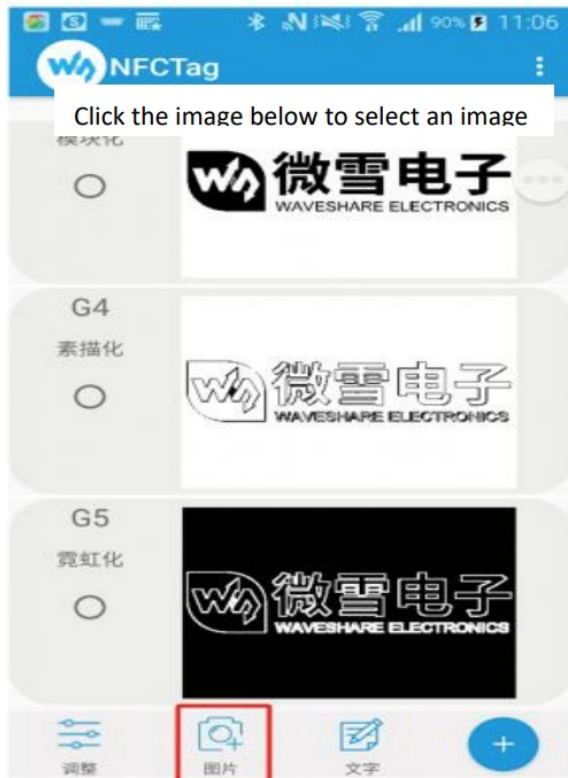 90% 11:06
NFCTag
Click the image below to select an image
模块化
微雪电子
WAVESHARE ELECTRONICS
G4
素描化
微雪电子
WAVESHARE ELECTRONICS
G5
霓虹化
微雪电子
WAVESHARE ELECTRONICS
调整
图片
文字